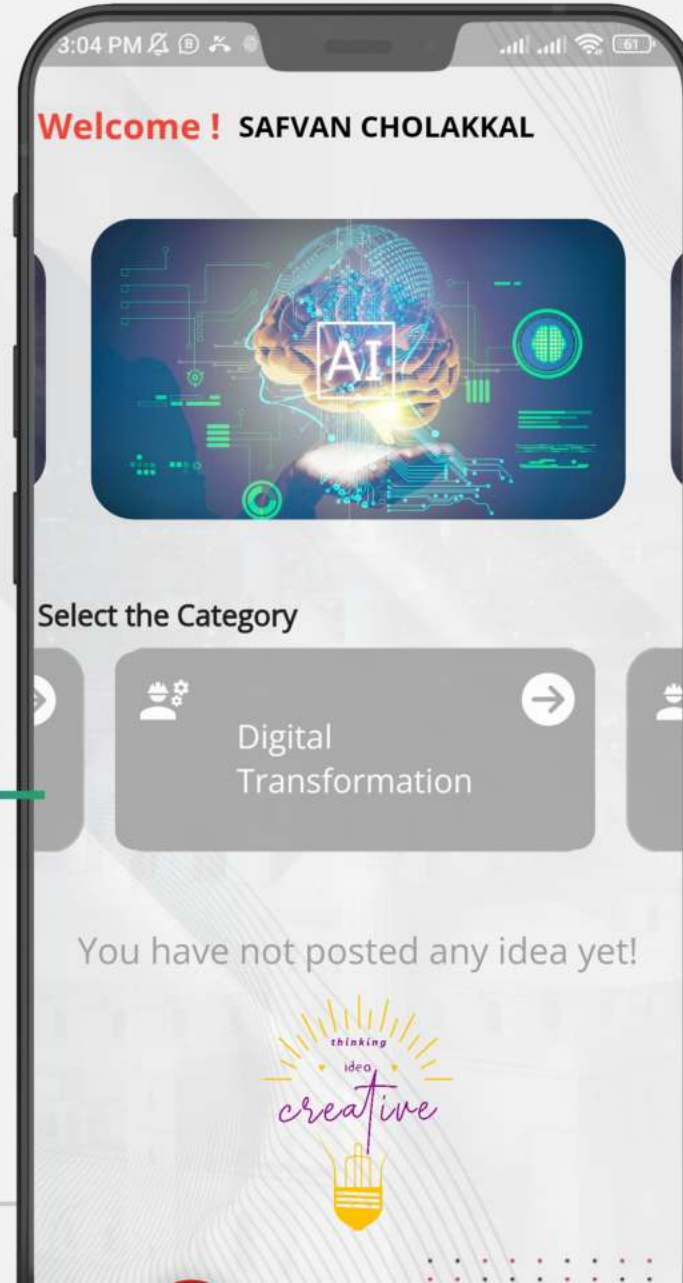 3:04 PM
61
Welcome ! SAFVAN CHOLAKKAL
AI
Select the Category
Digital
Transformation
You have not posted any idea yet!
thinking
idea
creative